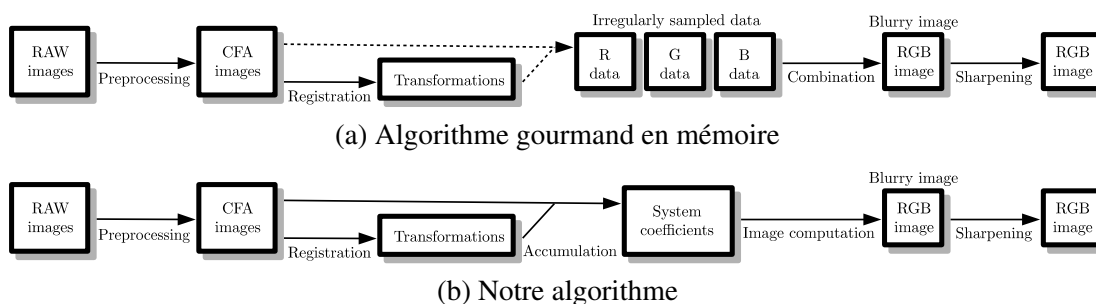 Irregularly sampled data
Blurry image
RAW
images
Preprocessing
CFA
images
Registration
Transformations
R
data
G
data
B
data
Combination
RGB
image
Sharpening
RGB
image
(a) Algorithme gourmand en mémoire
Blurry image
RAW
images
Preprocessing
CFA
images
Registration
Transformations
Accumulation
System
coefficients
Image computation
RGB
image
Sharpening
RGB
image
(b) Notre algorithme